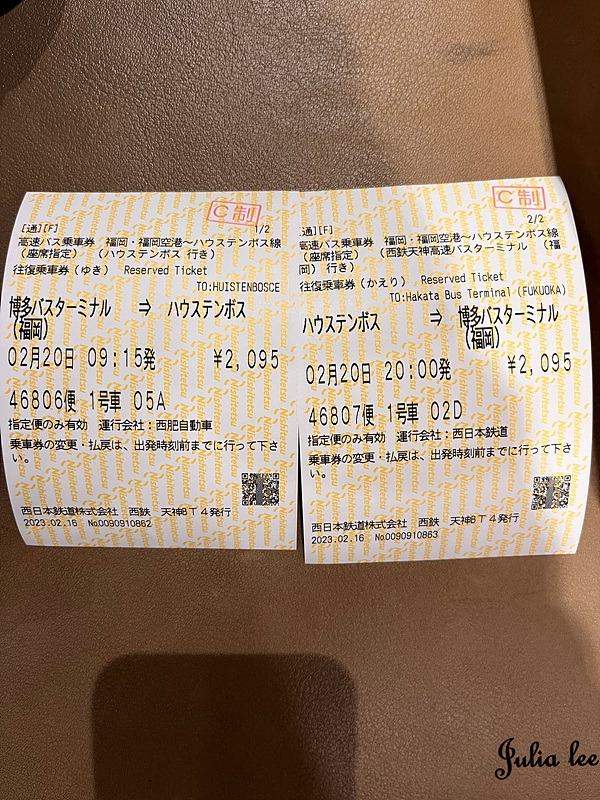 C制
[通][F] 1/2
高速バス乗車券 福岡・福岡空港~ハウステンボス線
(座席指定) (ハウステンボス 行き)
往復乗車券(ゆき) Reserved Ticket
TO:HUISTENBOSCE
博多バスターミナル ⇒ ハウステンボス
(福岡)
02月20日 09:15発 ¥2,095
46806便 1号車 05A
指定便のみ有効 運行会社:西肥自動車
乗車券の変更・払戻は、出発時刻前までに行って下さ
い。
西日本鉄道株式会社 西鉄 天神BT4発行
2023.02.16 No0090910862
C制
通][F] 2/2
高速バス乗車券 福岡・福岡空港~ハウステンボス線
(座席指定) (西鉄天神高速バスターミナル (福
岡) 行き)
往復乗車券(かえり) Reserved Ticket
TO:Hakata Bus Terminal(FUKUOKA)
ハウステンボス ⇒ 博多バスターミナル
(福岡)
02月20日 20:00発 ¥2,095
46807便 1号車 02D
指定便のみ有効 運行会社:西日本鉄道
乗車券の変更・払戻は、出発時刻前までに行って下さ
い。
西日本鉄道株式会社 西鉄 天神BT4発行
2023.02.16 No0090910863
Julia lee